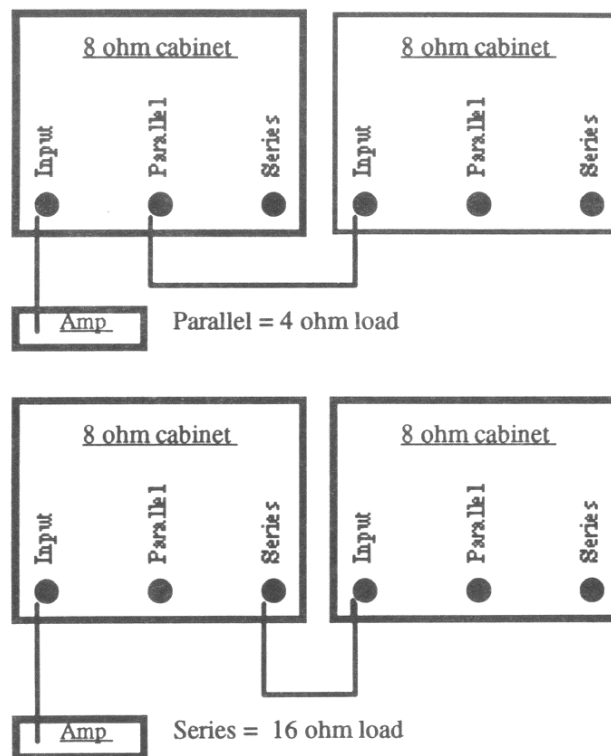 8 ohm cabinet
8 ohm cabinet
Input
Parallel
Series
Input
Parallel
Series
Amp
Parallel = 4 ohm load
8 ohm cabinet
8 ohm cabinet
Input
Parallel
Series
Input
Parallel
Series
Amp
Series = 16 ohm load